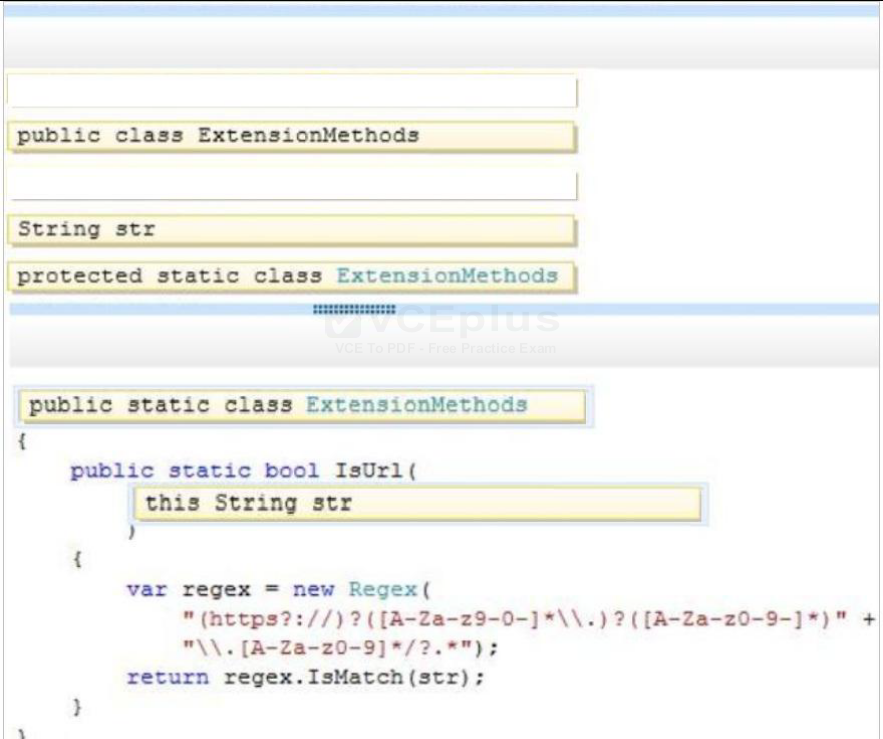 public class ExtensionMethods
String str
protected static class ExtensionMethods
VCEplus
VCE To PDF - Free Practice Exam
public static class ExtensionMethods
{
public static bool IsUrl(
this String str
)
{
var regex = new Regex(
"(https?://)?([A-Za-z9-0-]*\\.)?([A-Za-z0-9-]*)" +
"\\.[A-Za-z0-9]*/?.*");
return regex.IsMatch(str);
}
}